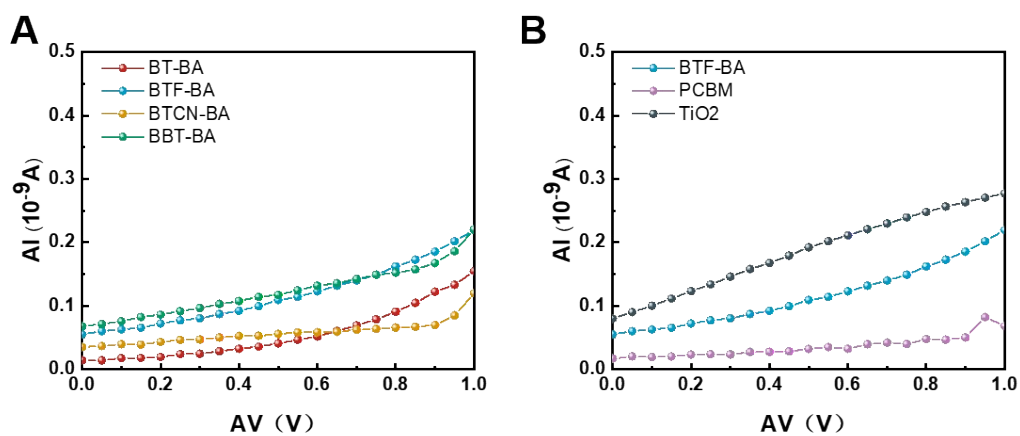 A
0.5
0.4
0.3
0.2
0.1
0.0
AI (10⁻⁹A)
BT-BA
BTF-BA
BTCN-BA
BBT-BA
0.0 0.2 0.4 0.6 0.8 1.0
AV（V）
B
0.5
0.4
0.3
0.2
0.1
0.0
AI (10⁻⁹A)
BTF-BA
PCBM
TiO2
0.0 0.2 0.4 0.6 0.8 1.0
AV（V）